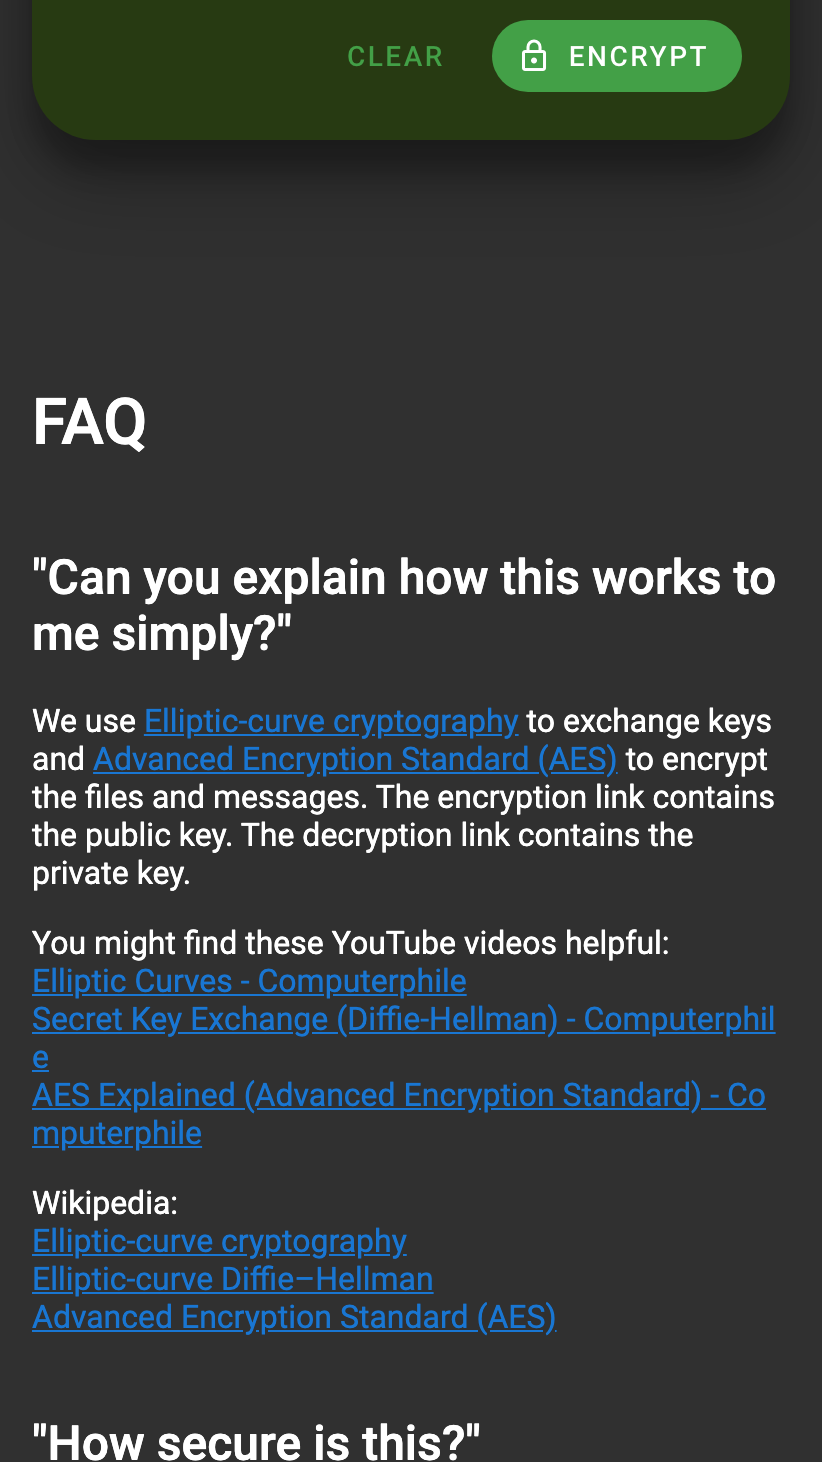 CLEAR
ENCRYPT
FAQ
"Can you explain how this works to
me simply?"
We use Elliptic-curve cryptography to exchange keys
and Advanced Encryption Standard (AES) to encrypt
the files and messages. The encryption link contains
the public key. The decryption link contains the
private key.
You might find these YouTube videos helpful:
Elliptic Curves - Computerphile
Secret Key Exchange (Diffie-Hellman) - Computerphil
e
AES Explained (Advanced Encryption Standard) - Co
mputerphile
Wikipedia:
Elliptic-curve cryptography
Elliptic-curve Diffie–Hellman
Advanced Encryption Standard (AES)
"How secure is this?"